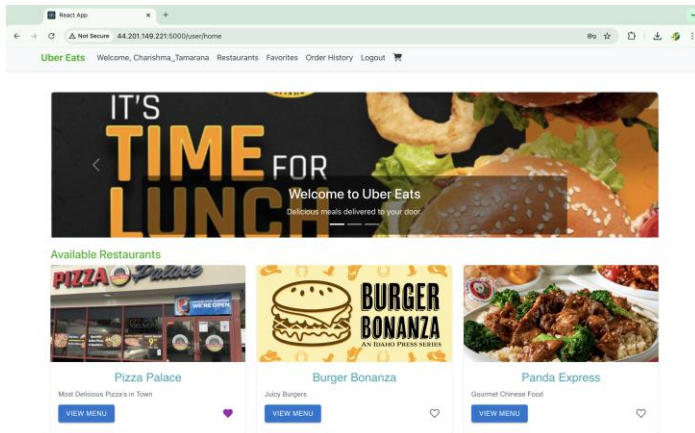 React App
Not Secure 44.201.149.221:5000/user/home
Uber Eats Welcome, Charishma_Tamarana Restaurants Favorites Order History Logout
IT'S
TIME FOR
LUNCH
Welcome to Uber Eats
Delicious meals delivered to your door.
Available Restaurants
PIZZA Palace
WE'RE OPEN
BURGER
BONANZA
AN IDAHO PRESS SERIES
Pizza Palace
Burger Bonanza
Panda Express
Most Delicious Pizza's in Town
Juicy Burgers
Gourmet Chinese Food
VIEW MENU
VIEW MENU
VIEW MENU